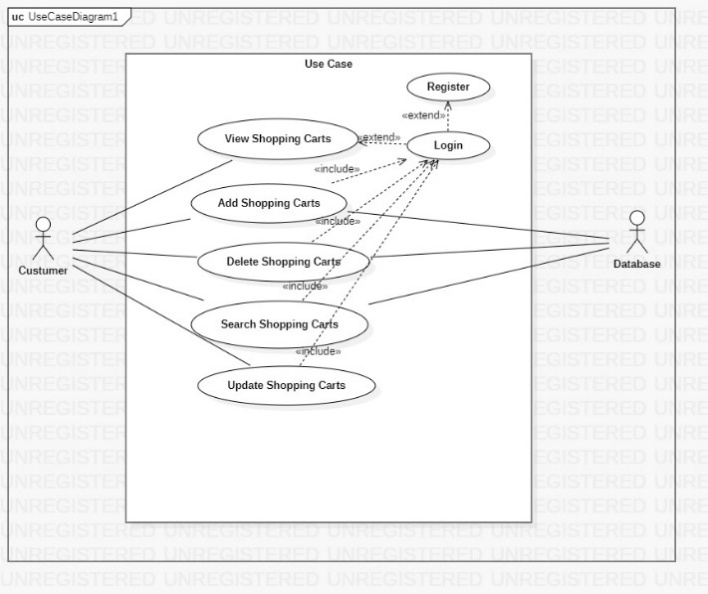 uc UseCaseDiagram1
Use Case
Register
«extend»
View Shopping Carts
«extend»
Login
«include»
Add Shopping Carts
«include»
Custumer
Database
Delete Shopping Carts
«include»
Search Shopping Carts
«include»
Update Shopping Carts
UNREGISTERED UNREGISTERED UNREGISTERED UNREGISTERED UNRE